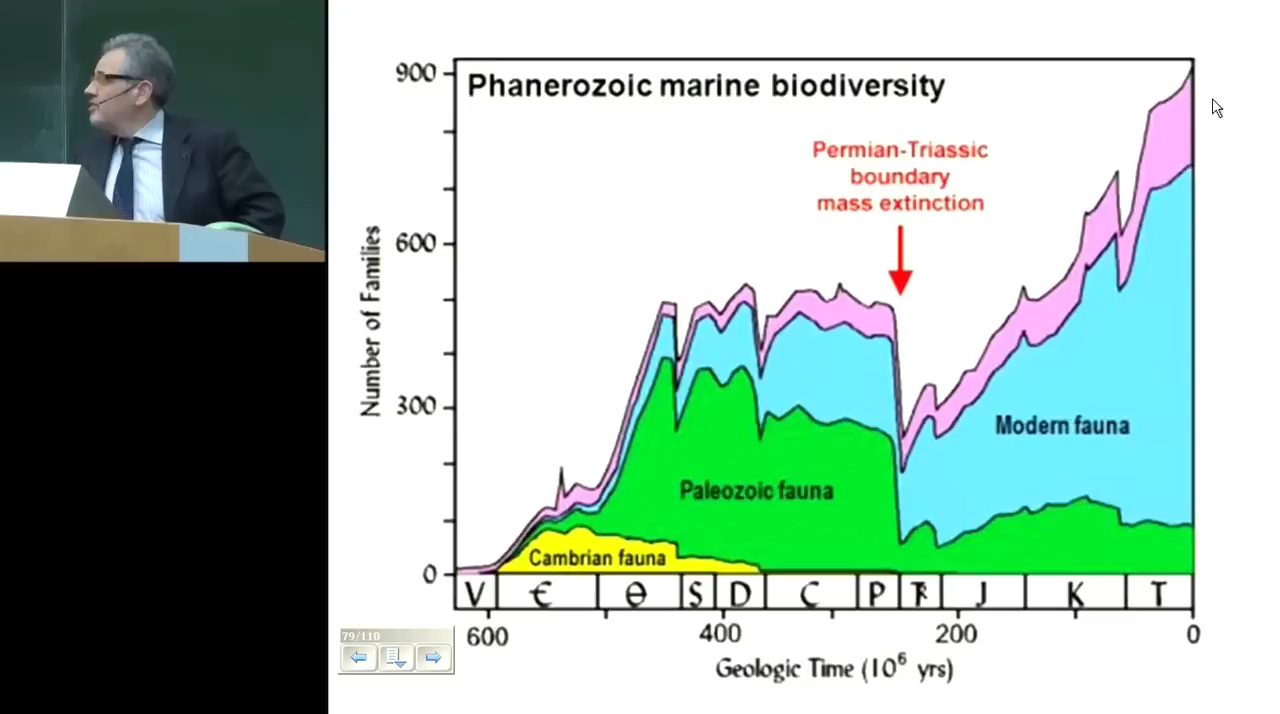 Phanerozoic marine biodiversity
Permian-Triassic
boundary
mass extinction
900
600
300
0
Number of Families
Modern fauna
Paleozoic fauna
Cambrian fauna
V Є Ɵ S D C P Ƭ J K T
600 400 200 0
Geologic Time (10⁶ yrs)
79/110